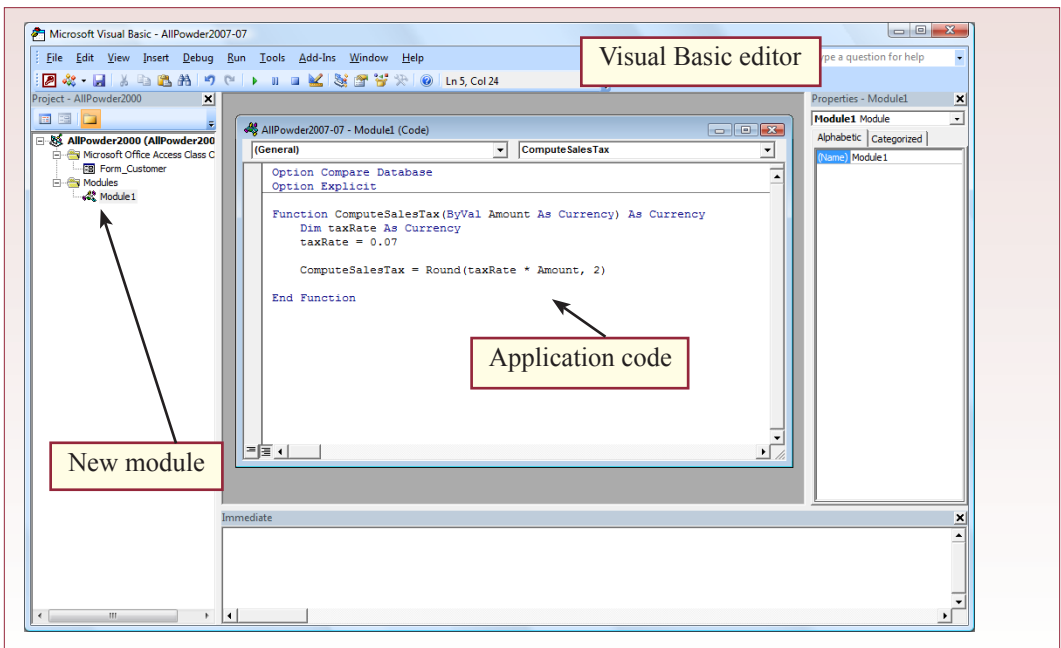 Microsoft Visual Basic - AllPowder2007-07
File Edit View Insert Debug Run Tools Add-Ins Window Help
ype a question for help
Visual Basic editor
Ln 5, Col 24
Project - AllPowder2000
AllPowder2000 (AllPowder200
Microsoft Office Access Class C
Form_Customer
Modules
Module1
New module
AllPowder2007-07 - Module1 (Code)
(General)
ComputeSalesTax
Option Compare Database
Option Explicit
Function ComputeSalesTax(ByVal Amount As Currency) As Currency
Dim taxRate As Currency
taxRate = 0.07
ComputeSalesTax = Round(taxRate * Amount, 2)
End Function
Application code
Properties - Module1
Module1 Module
Alphabetic Categorized
(Name) Module1
Immediate